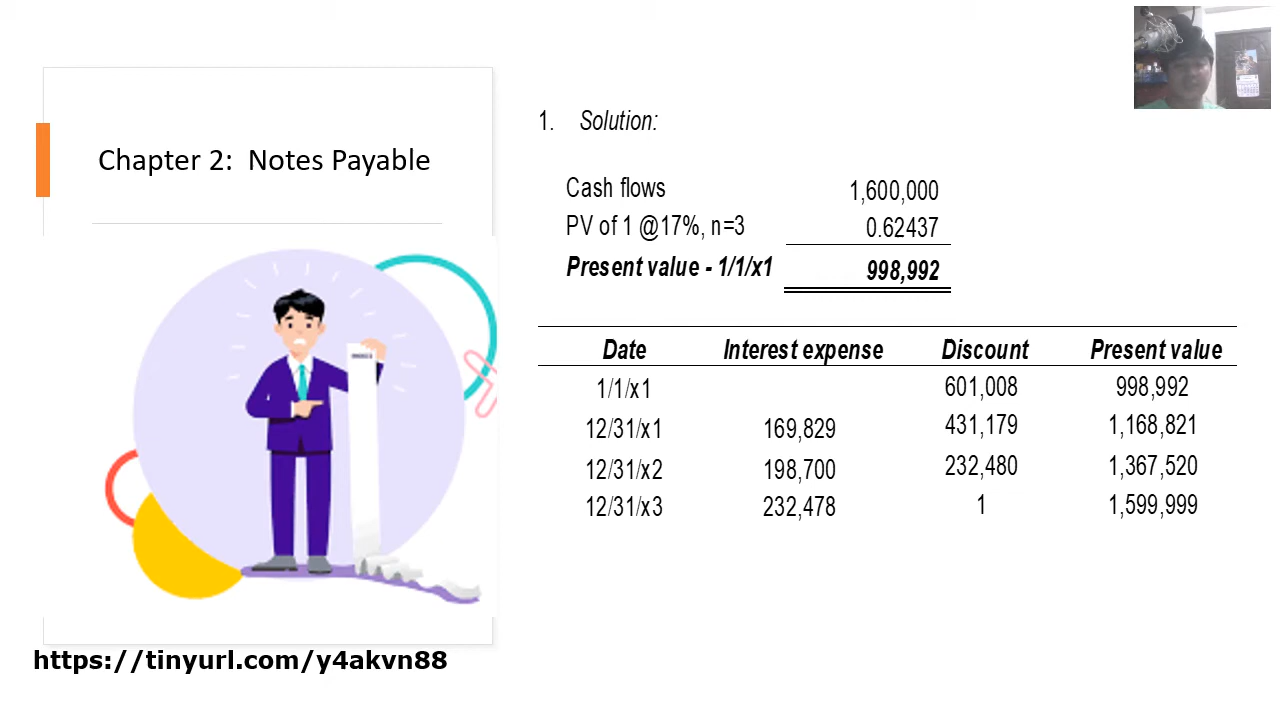 Chapter 2: Notes Payable
https://tinyurl.com/y4akvn88
1. Solution:
Cash flows 1,600,000
PV of 1 @17%, n=3 0.62437
Present value - 1/1/x1 998,992
Date Interest expense Discount Present value
1/1/x1 601,008 998,992
12/31/x1 169,829 431,179 1,168,821
12/31/x2 198,700 232,480 1,367,520
12/31/x3 232,478 1 1,599,999